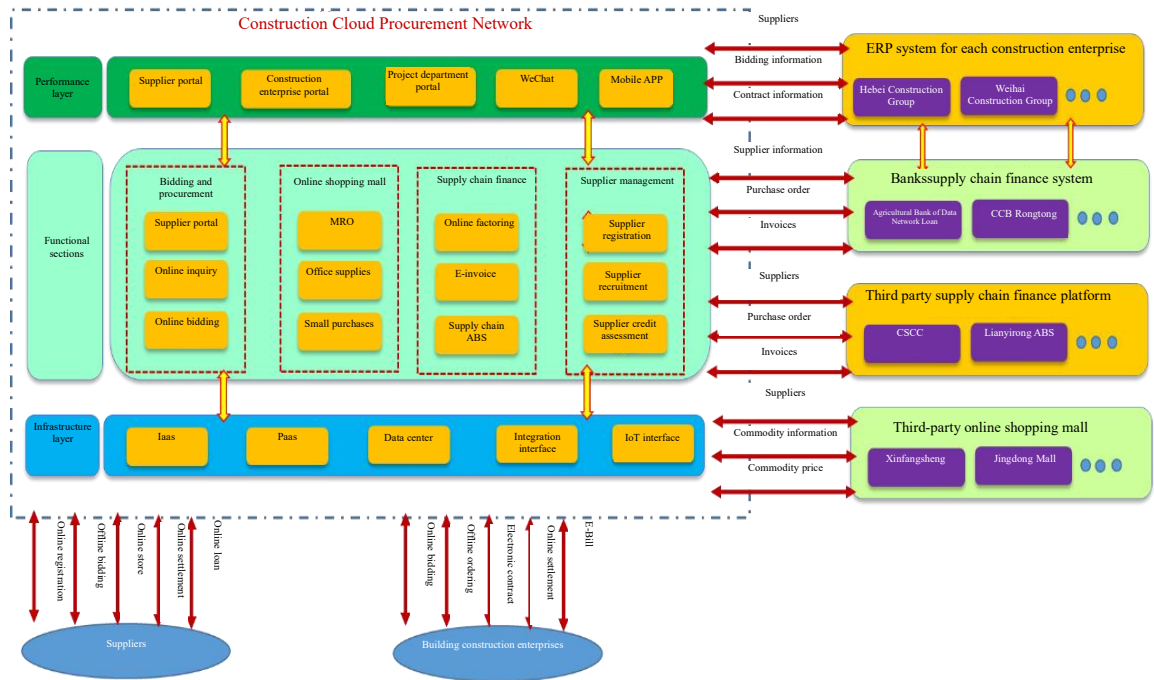 Construction Cloud Procurement Network
Performance
layer
Supplier portal
Construction
enterprise portal
Project department
portal
WeChat
Mobile APP
Functional
sections
Bidding and
procurement
Supplier portal
Online inquiry
Online bidding
Online shopping mall
MRO
Office supplies
Small purchases
Supply chain finance
Online factoring
E-invoice
Supply chain
ABS
Supplier management
Supplier
registration
Supplier
recruitment
Supplier credit
assessment
Infrastructure
layer
Iaas
Paas
Data center
Integration
interface
IoT interface
Suppliers
Bidding information
Contract information
ERP system for each construction enterprise
Hebei Construction
Group
Weihai
Construction Group
Supplier information
Purchase order
Invoices
Bankssupply chain finance system
Agricultural Bank of Data
Network Loan
CCB Rongtong
Suppliers
Purchase order
Invoices
Third party supply chain finance platform
CSCC
Lianyirong ABS
Suppliers
Commodity information
Commodity price
Third-party online shopping mall
Xinfangsheng
Jingdong Mall
Online registration
Offline bidding
Online store
Online settlement
Online loan
Suppliers
Online bidding
Offline ordering
Electronic contract
Online settlement
E-Bill
Building construction enterprises